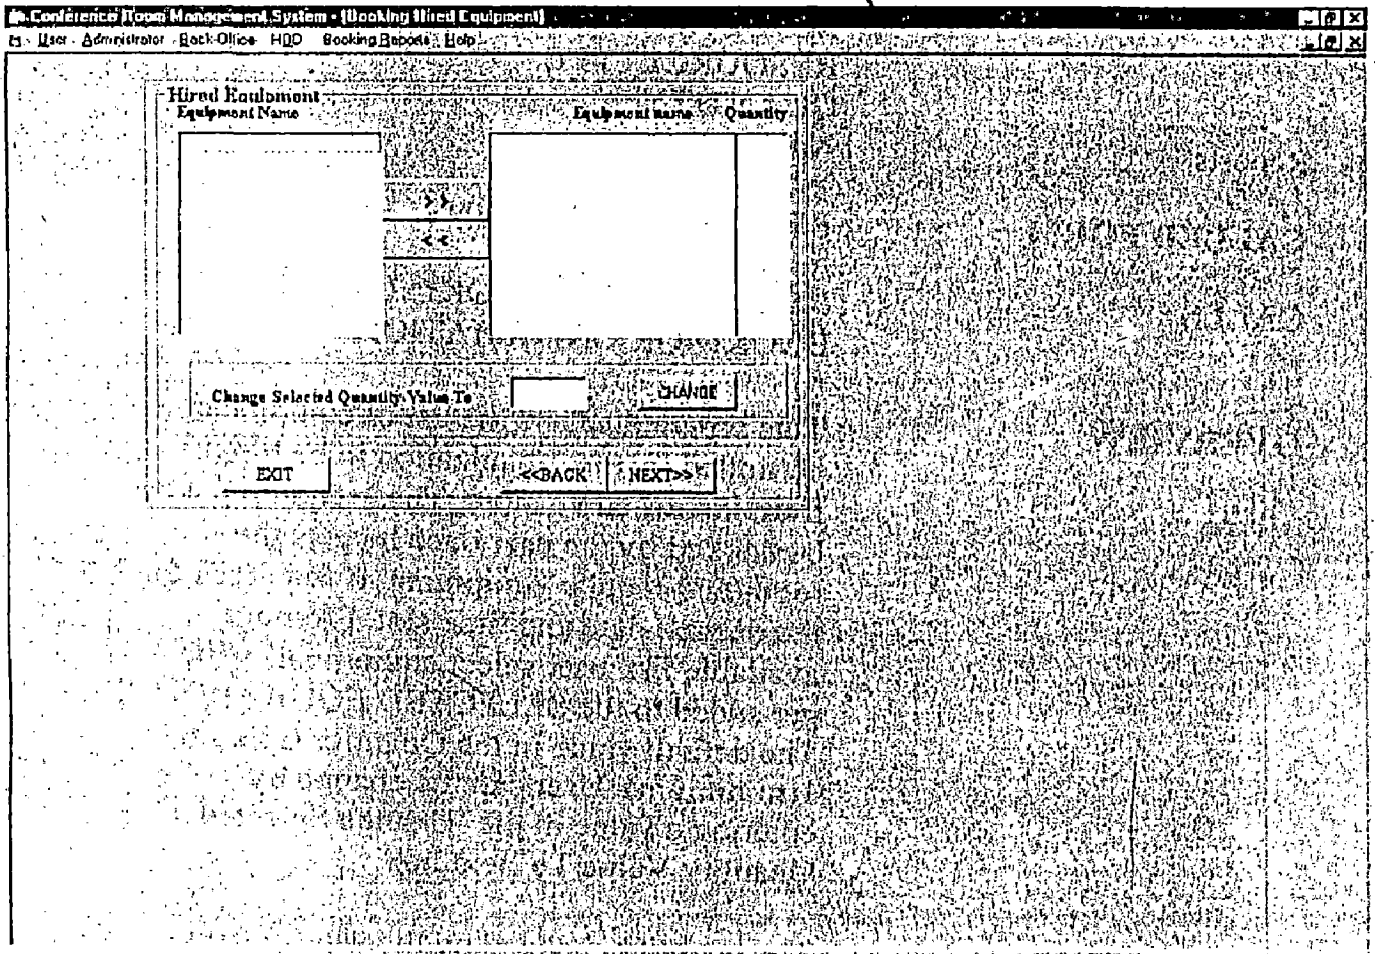 Conference Room Management System - [Booking Hired Equipment]
User Administrator Back-Office HOD Booking Reports Help
Hired Equipment
Equipment Name Equipment name Quantity
>>
<<
Change Selected Quantity Value To CHANGE
EXIT <<BACK NEXT>>